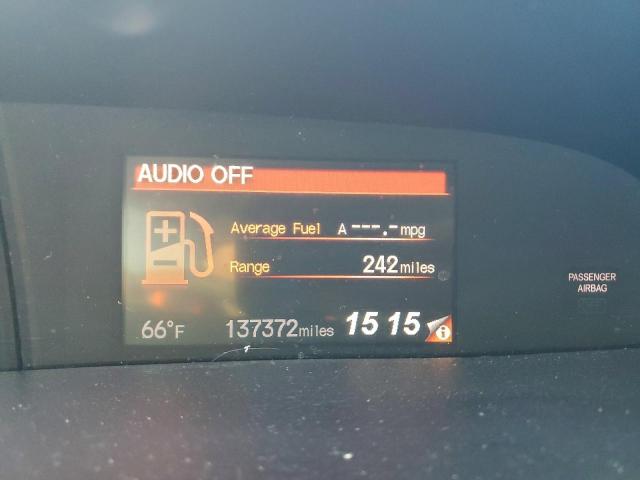 AUDIO OFF
Average Fuel A ---.- mpg
Range 242 miles
66°F 137372 miles 15 15 i
PASSENGER
AIRBAG